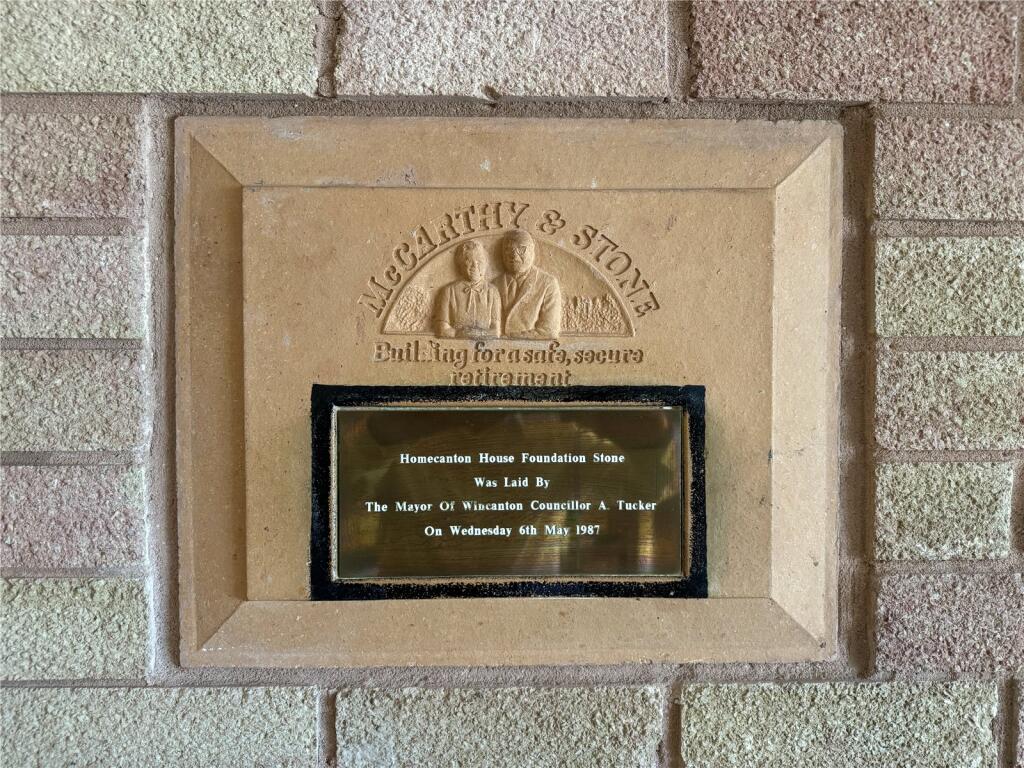 McCARTHY & STONE
Building for a safe, secure
retirement
Homecanton House Foundation Stone
Was Laid By
The Mayor Of Wincanton Councillor A. Tucker
On Wednesday 6th May 1987